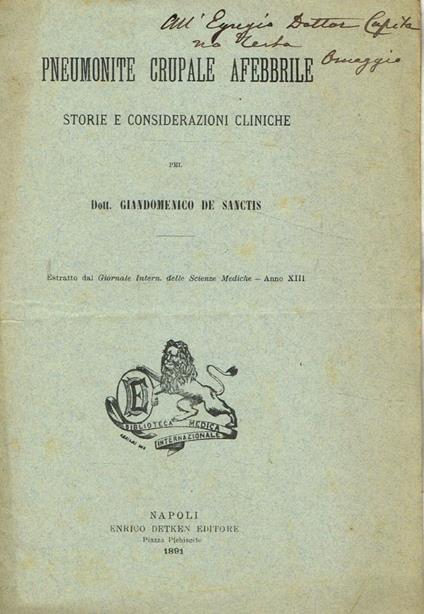 All' Egregio Dottor Capita
no Testa
Omaggio
PNEUMONITE CRUPALE AFEBBRILE
STORIE E CONSIDERAZIONI CLINICHE
PEL
Dott. GIANDOMENICO DE SANCTIS
Estratto dal Giornale Intern. delle Scienze Mediche — Anno XIII
E
BIBLIOTECA MEDICA
INTERNAZIONALE
NAPOLI
ENRICO DETKEN EDITORE
Piazza Plebiscito
1891